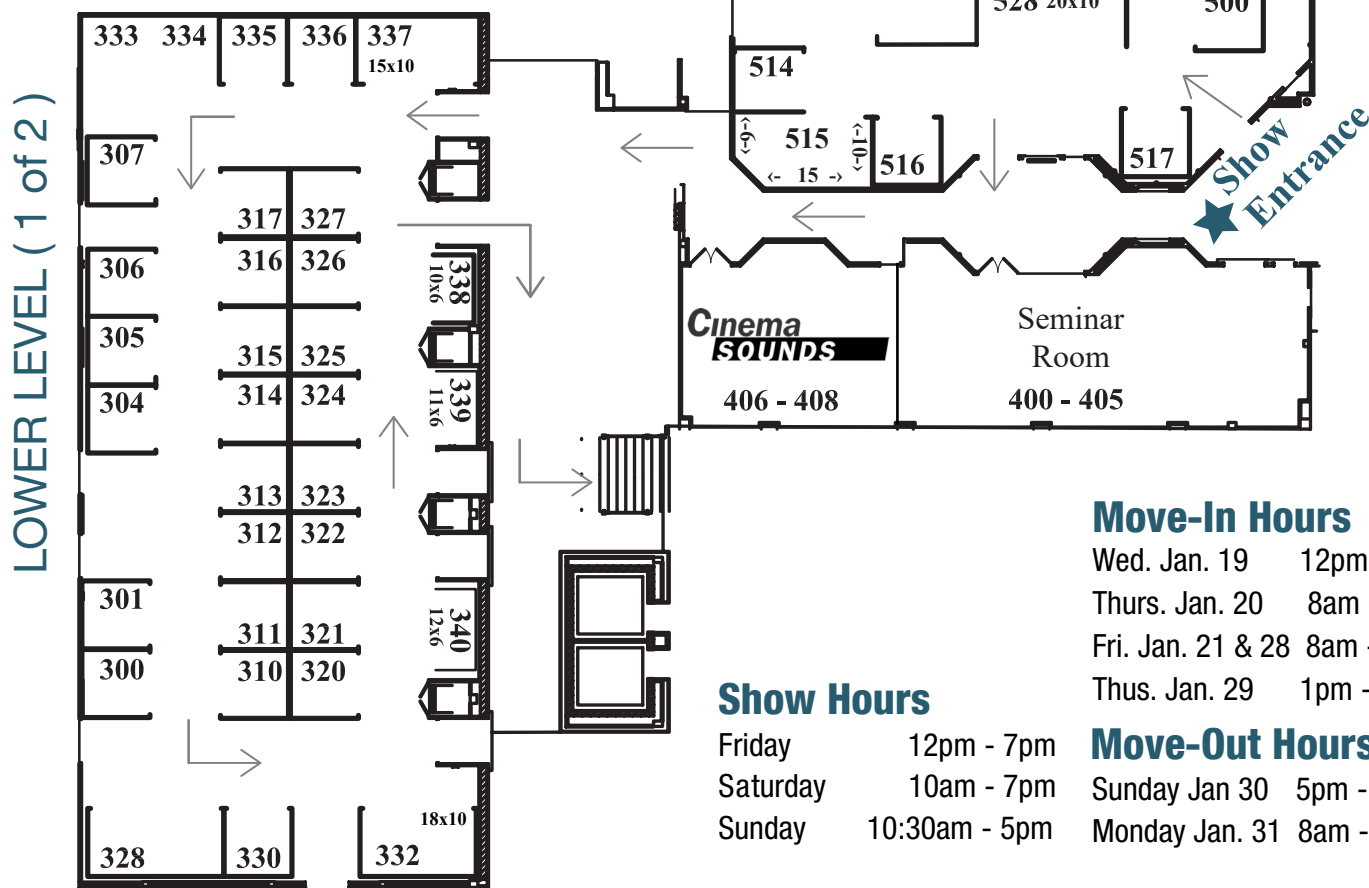 LOWER LEVEL ( 1 of 2 )
333 334 335 336 337
15x10
307
317 327
306 316 326
338
10x6
305
315 325
304 314 324
339
11x6
313 323
312 322
301
311 321
300 310 320
340
12x6
18x10
328 330 332
528 20x10
500
514
<-9->
515
<-10->
<- 15 ->
516
517
Show
Entrance
Cinema
SOUNDS
406 - 408
Seminar
Room
400 - 405
Show Hours
Friday 12pm - 7pm
Saturday 10am - 7pm
Sunday 10:30am - 5pm
Move-In Hours
Wed. Jan. 19 12pm
Thurs. Jan. 20 8am
Fri. Jan. 21 & 28 8am -
Thus. Jan. 29 1pm -
Move-Out Hours
Sunday Jan 30 5pm -
Monday Jan. 31 8am -